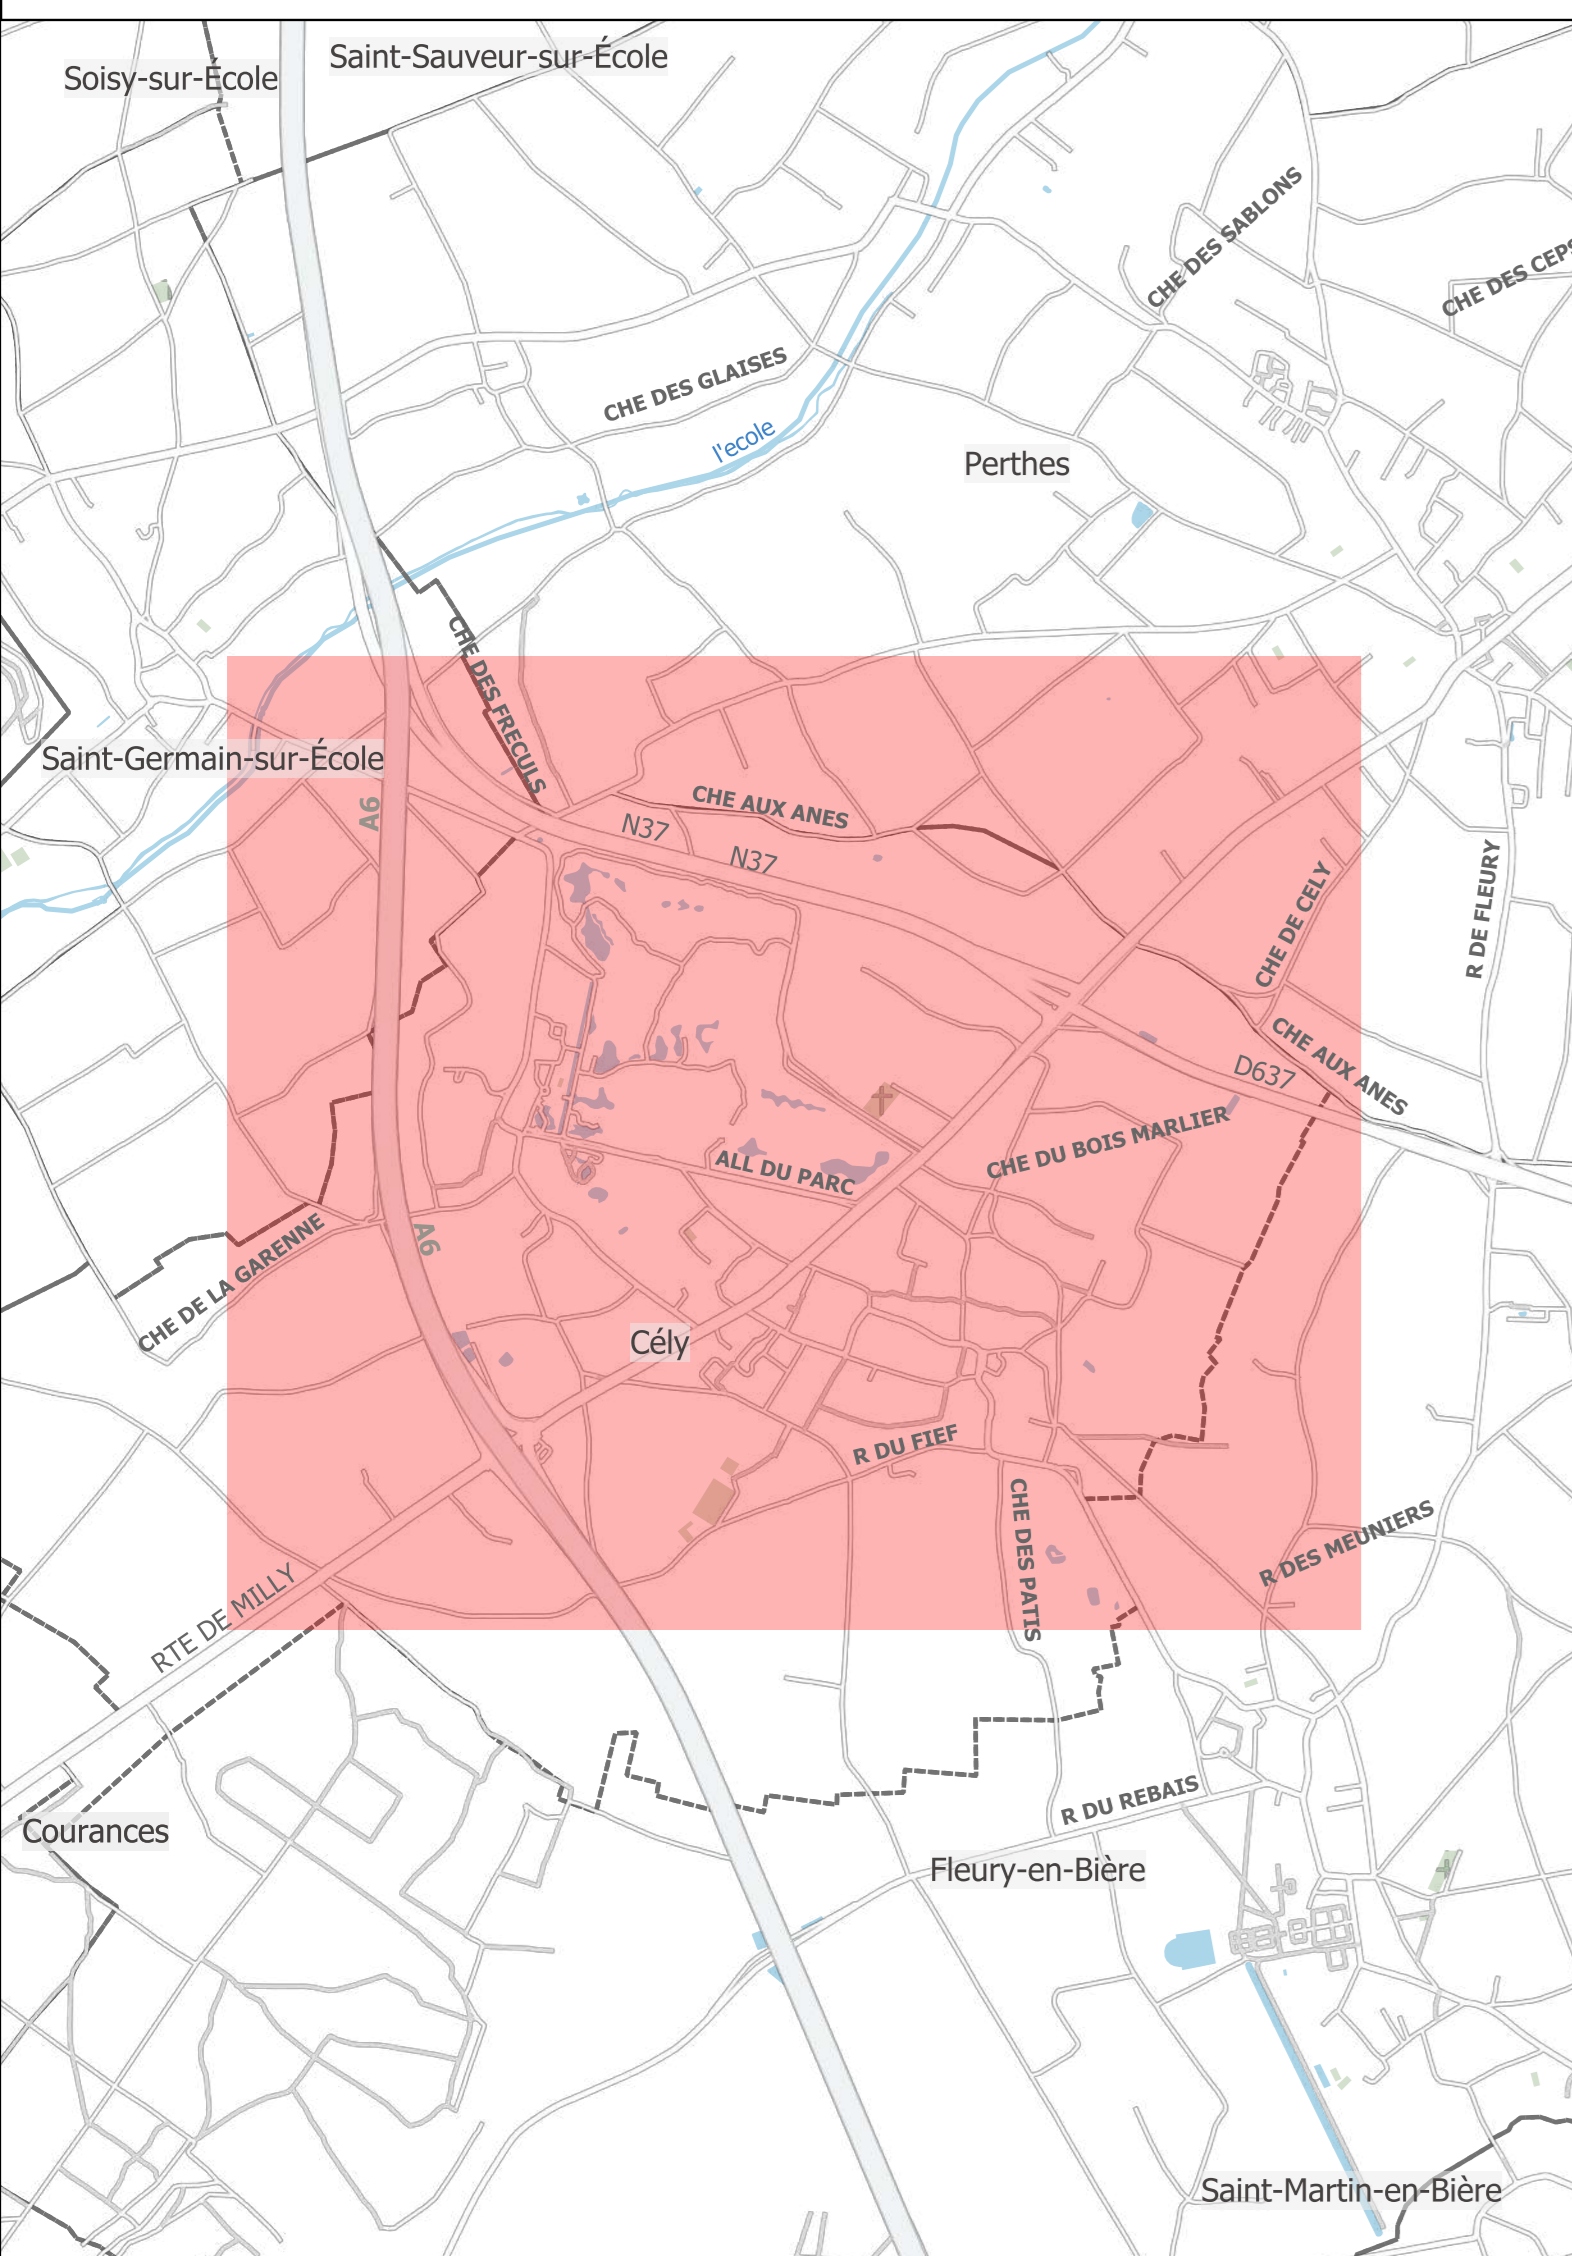 Saint-Sauveur-sur-École
Soisy-sur-École
CHE DES SABLONS
CHE DES CEPS
CHE DES GLAISES
l'ecole
Perthes
CHE DES FRECULS
Saint-Germain-sur-École
A6
CHE AUX ANES
N37
N37
CHE DE CELY
R DE FLEURY
CHE AUX ANES
D637
CHE DU BOIS MARLIER
ALL DU PARC
A6
CHE DE LA GARENNE
Cély
R DU FIEF
CHE DES PATIS
R DES MEUNIERS
RTE DE MILLY
R DU REBAIS
Courances
Fleury-en-Bière
Saint-Martin-en-Bière